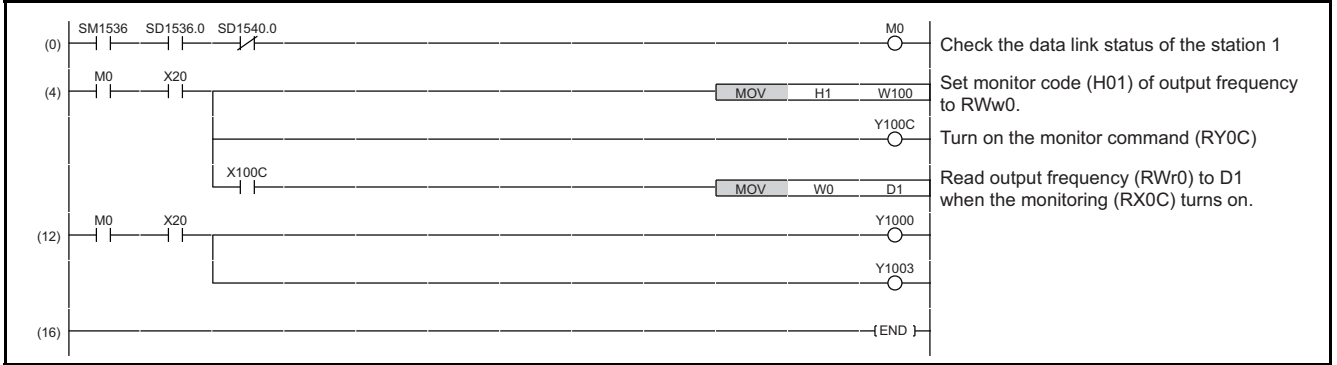 SM1536 SD1536.0 SD1540.0 M0
(0) Check the data link status of the station 1
M0 X20
(4) MOV H1 W100 Set monitor code (H01) of output frequency
to RWw0.
Y100C
Turn on the monitor command (RY0C)
X100C
MOV W0 D1 Read output frequency (RWr0) to D1
when the monitoring (RX0C) turns on.
M0 X20 Y1000
(12)
Y1003
(16) END